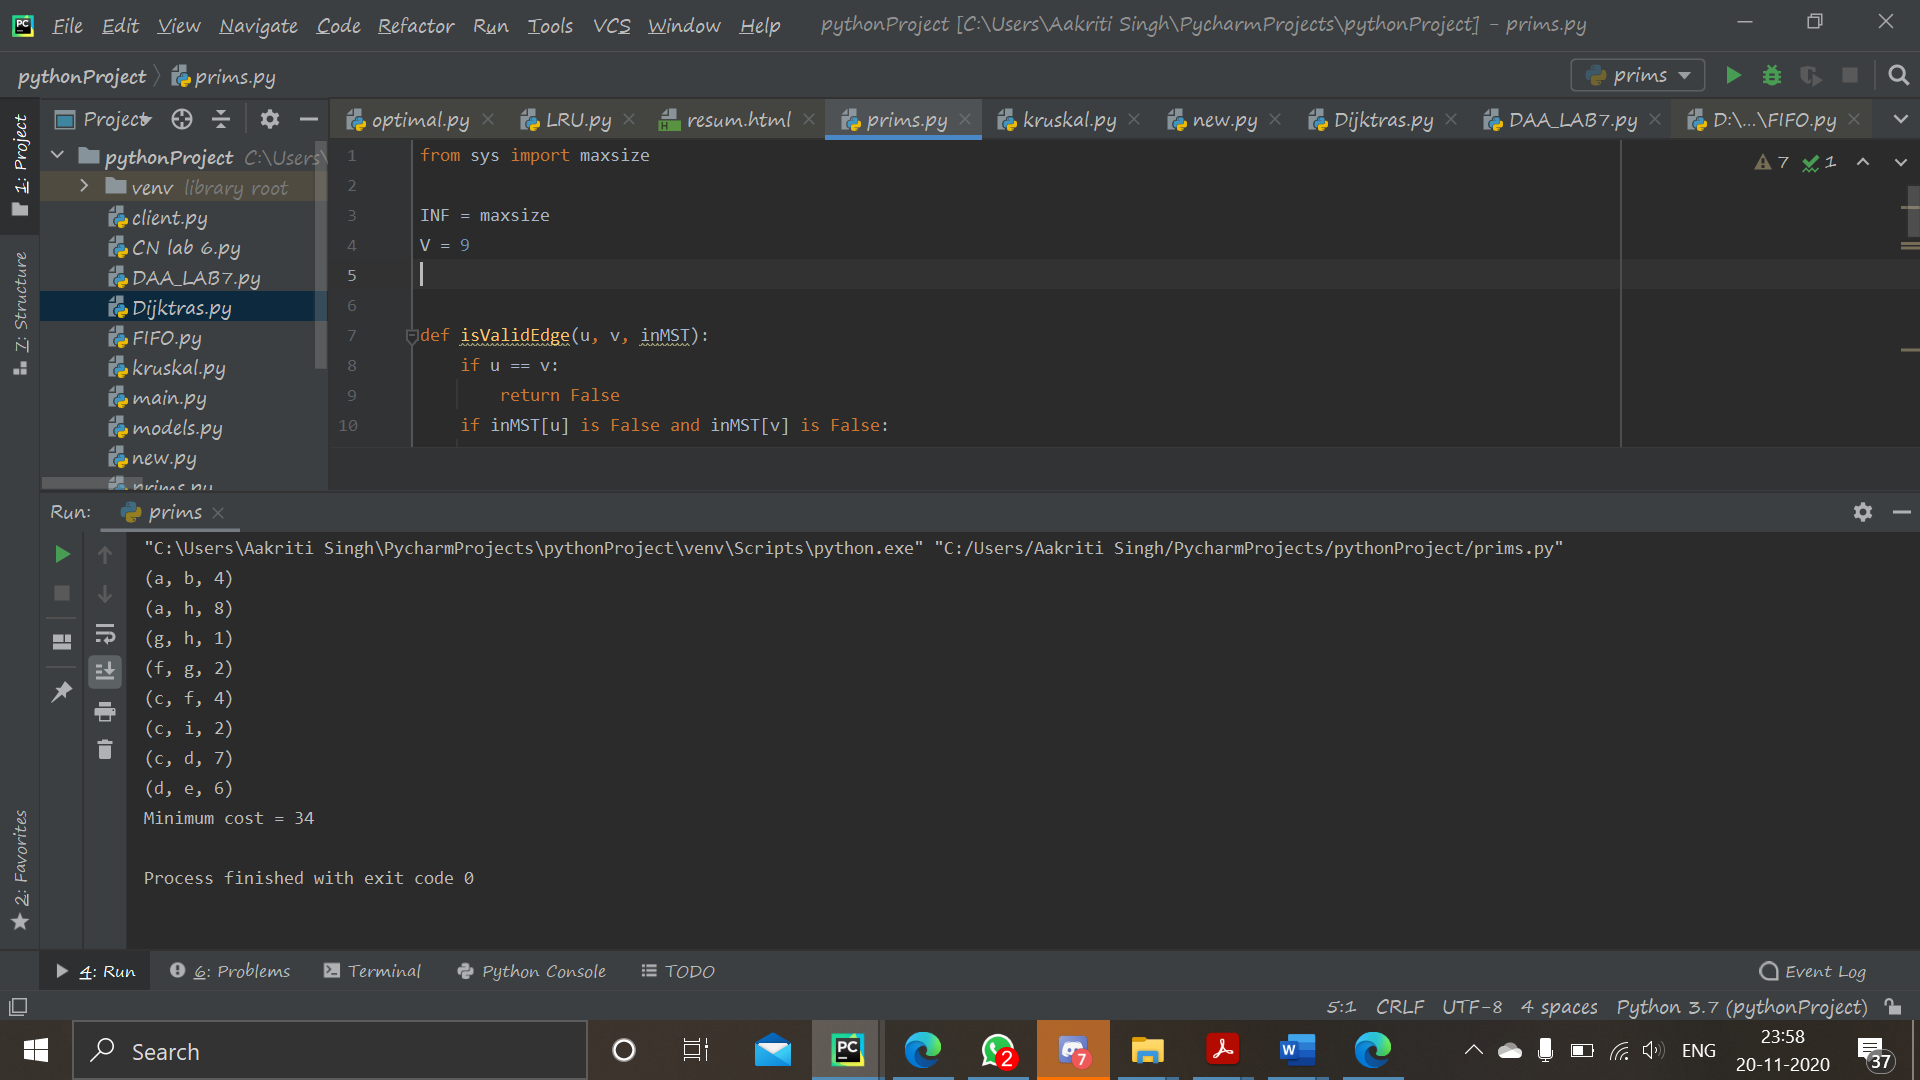 File Edit View Navigate Code Refactor Run Tools VCS Window Help pythonProject [C:\Users\Aakriti Singh\PycharmProjects\pythonProject] - prims.py
pythonProject prims.py prims
Project optimal.py LRU.py resum.html prims.py kruskal.py new.py Dijktras.py DAA_LAB7.py D:\...\FIFO.py
1: Project
7: Structure
2: Favorites
pythonProject C:\Users\
venv library root
client.py
CN lab 6.py
DAA_LAB7.py
Dijktras.py
FIFO.py
kruskal.py
main.py
models.py
new.py
prims.py
7 1
1 from sys import maxsize
2
3 INF = maxsize
4 V = 9
5
6
7 def isValidEdge(u, v, inMST):
8 if u == v:
9 return False
10 if inMST[u] is False and inMST[v] is False:
Run: prims
"C:\Users\Aakriti Singh\PycharmProjects\pythonProject\venv\Scripts\python.exe" "C:/Users/Aakriti Singh/PycharmProjects/pythonProject/prims.py"
(a, b, 4)
(a, h, 8)
(g, h, 1)
(f, g, 2)
(c, f, 4)
(c, i, 2)
(c, d, 7)
(d, e, 6)
Minimum cost = 34
Process finished with exit code 0
4: Run 6: Problems Terminal Python Console TODO Event Log
5:1 CRLF UTF-8 4 spaces Python 3.7 (pythonProject)
Search PC 2 7 W ENG 23:58
20-11-2020 37